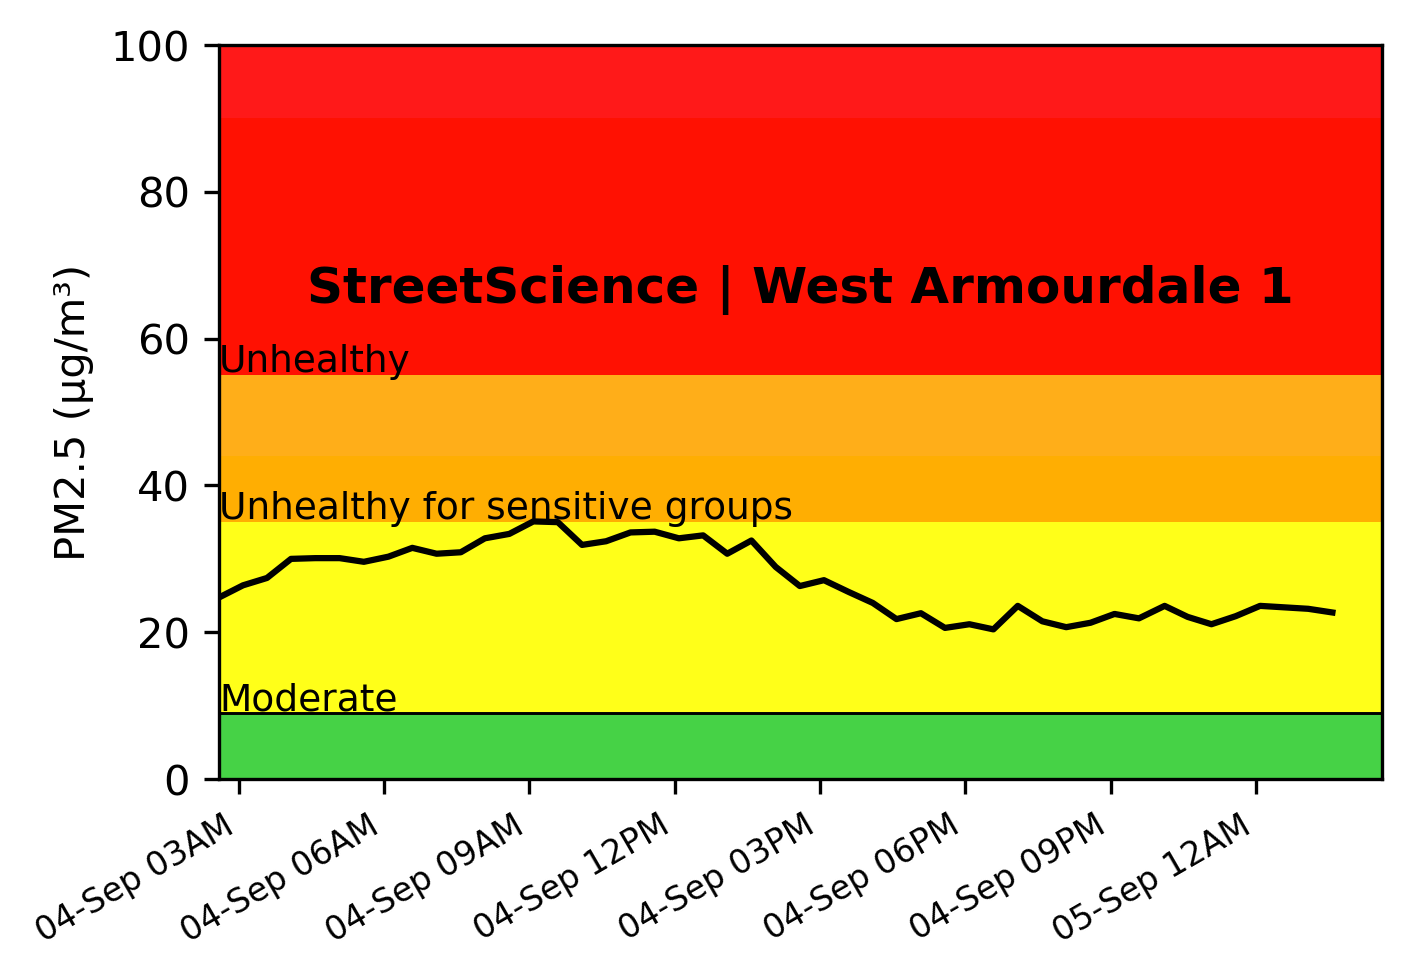 100
80
60
40
20
0
PM2.5 (µg/m³)
StreetScience | West Armourdale 1
Unhealthy
Unhealthy for sensitive groups
Moderate
04-Sep 03AM
04-Sep 06AM
04-Sep 09AM
04-Sep 12PM
04-Sep 03PM
04-Sep 06PM
04-Sep 09PM
05-Sep 12AM